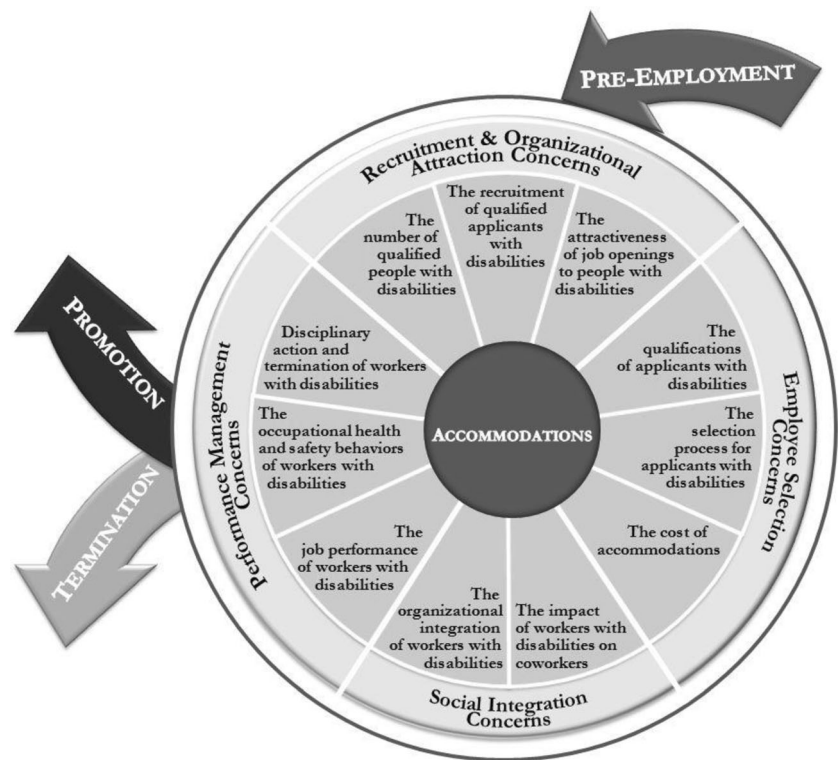 PRE-EMPLOYMENT
Recruitment & Organizational
Attraction Concerns
The recruitment
of qualified
applicants
with
disabilities
The
attractiveness
of job openings
to people with
disabilities
The
qualifications
of applicants with
disabilities
The
selection
process for
applicants with
disabilities
The cost of
accommodations
Employee Selection
Concerns
The impact
of workers with
disabilities on
coworkers
The
organizational
integration
of workers with
disabilities
Social Integration
Concerns
The
job performance
of workers with
disabilities
The
occupational health
and safety behaviors
of workers with
disabilities
Disciplinary
action and
termination of workers
with disabilities
Performance Management
Concerns
The
number of
qualified
people with
disabilities
ACCOMMODATIONS
PROMOTION
TERMINATION